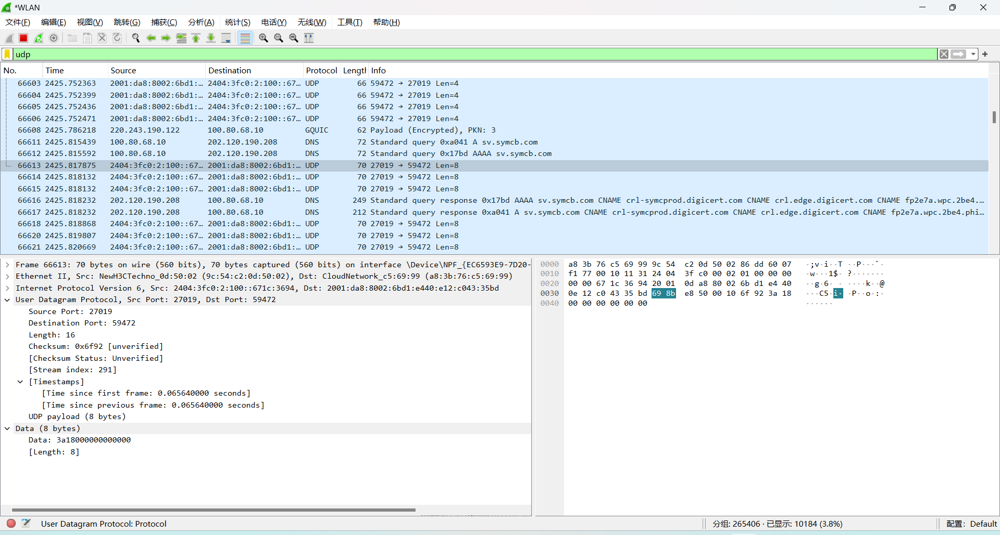 *WLAN
文件(F) 编辑(E) 视图(V) 跳转(G) 捕获(C) 分析(A) 统计(S) 电话(Y) 无线(W) 工具(T) 帮助(H)
udp
No. Time Source Destination Protocol Lengtl Info
66603 2425.752363 2001:da8:8002:6bd1:… 2404:3fc0:2:100::67… UDP 66 59472 → 27019 Len=4
66604 2425.752399 2001:da8:8002:6bd1:… 2404:3fc0:2:100::67… UDP 66 59472 → 27019 Len=4
66605 2425.752436 2001:da8:8002:6bd1:… 2404:3fc0:2:100::67… UDP 66 59472 → 27019 Len=4
66606 2425.752471 2001:da8:8002:6bd1:… 2404:3fc0:2:100::67… UDP 66 59472 → 27019 Len=4
66608 2425.786218 220.243.190.122 100.80.68.10 GQUIC 62 Payload (Encrypted), PKN: 3
66611 2425.815439 100.80.68.10 202.120.190.208 DNS 72 Standard query 0xa041 A sv.symcb.com
66612 2425.815592 100.80.68.10 202.120.190.208 DNS 72 Standard query 0x17bd AAAA sv.symcb.com
66613 2425.817875 2404:3fc0:2:100::67… 2001:da8:8002:6bd1:… UDP 70 27019 → 59472 Len=8
66614 2425.818132 2404:3fc0:2:100::67… 2001:da8:8002:6bd1:… UDP 70 27019 → 59472 Len=8
66615 2425.818132 2404:3fc0:2:100::67… 2001:da8:8002:6bd1:… UDP 70 27019 → 59472 Len=8
66616 2425.818232 202.120.190.208 100.80.68.10 DNS 249 Standard query response 0x17bd AAAA sv.symcb.com CNAME crl-symcprod.digicert.com CNAME crl.edge.digicert.com CNAME fp2e7a.wpc.2be4.…
66617 2425.818232 202.120.190.208 100.80.68.10 DNS 212 Standard query response 0xa041 A sv.symcb.com CNAME crl-symcprod.digicert.com CNAME crl.edge.digicert.com CNAME fp2e7a.wpc.2be4.phi…
66618 2425.818868 2404:3fc0:2:100::67… 2001:da8:8002:6bd1:… UDP 70 27019 → 59472 Len=8
66620 2425.819807 2404:3fc0:2:100::67… 2001:da8:8002:6bd1:… UDP 70 27019 → 59472 Len=8
66621 2425.820669 2404:3fc0:2:100::67… 2001:da8:8002:6bd1:… UDP 70 27019 → 59472 Len=8
Frame 66613: 70 bytes on wire (560 bits), 70 bytes captured (560 bits) on interface \Device\NPF_{EC6593E9-7D20-
Ethernet II, Src: NewH3CTechno_0d:50:02 (9c:54:c2:0d:50:02), Dst: CloudNetwork_c5:69:99 (a8:3b:76:c5:69:99)
Internet Protocol Version 6, Src: 2404:3fc0:2:100::671c:3694, Dst: 2001:da8:8002:6bd1:e440:e12:c043:35bd
User Datagram Protocol, Src Port: 27019, Dst Port: 59472
Source Port: 27019
Destination Port: 59472
Length: 16
Checksum: 0x6f92 [unverified]
[Checksum Status: Unverified]
[Stream index: 291]
[Timestamps]
[Time since first frame: 0.065640000 seconds]
[Time since previous frame: 0.065640000 seconds]
UDP payload (8 bytes)
Data (8 bytes)
Data: 3a18000000000000
[Length: 8]
0000 a8 3b 76 c5 69 99 9c 54 c2 0d 50 02 86 dd 60 07 ·;v·i··T ··P···`·
0010 f1 77 00 10 11 31 24 04 3f c0 00 02 01 00 00 00 ·w···1$· ?·······
0020 00 00 67 1c 36 94 20 01 0d a8 80 02 6b d1 e4 40 ··g·6· · ····k··@
0030 0e 12 c0 43 35 bd 69 8b e8 50 00 10 6f 92 3a 18 ···C5·i· ·P··o·:·
0040 00 00 00 00 00 00 ······
User Datagram Protocol: Protocol
分组: 265406 · 已显示: 10184 (3.8%)
配置: Default